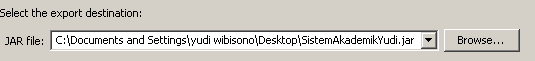 Select the export destination:
JAR file: C:\Documents and Settings\yudi wibisono\Desktop\SistemAkademikYudi.jar Browse...